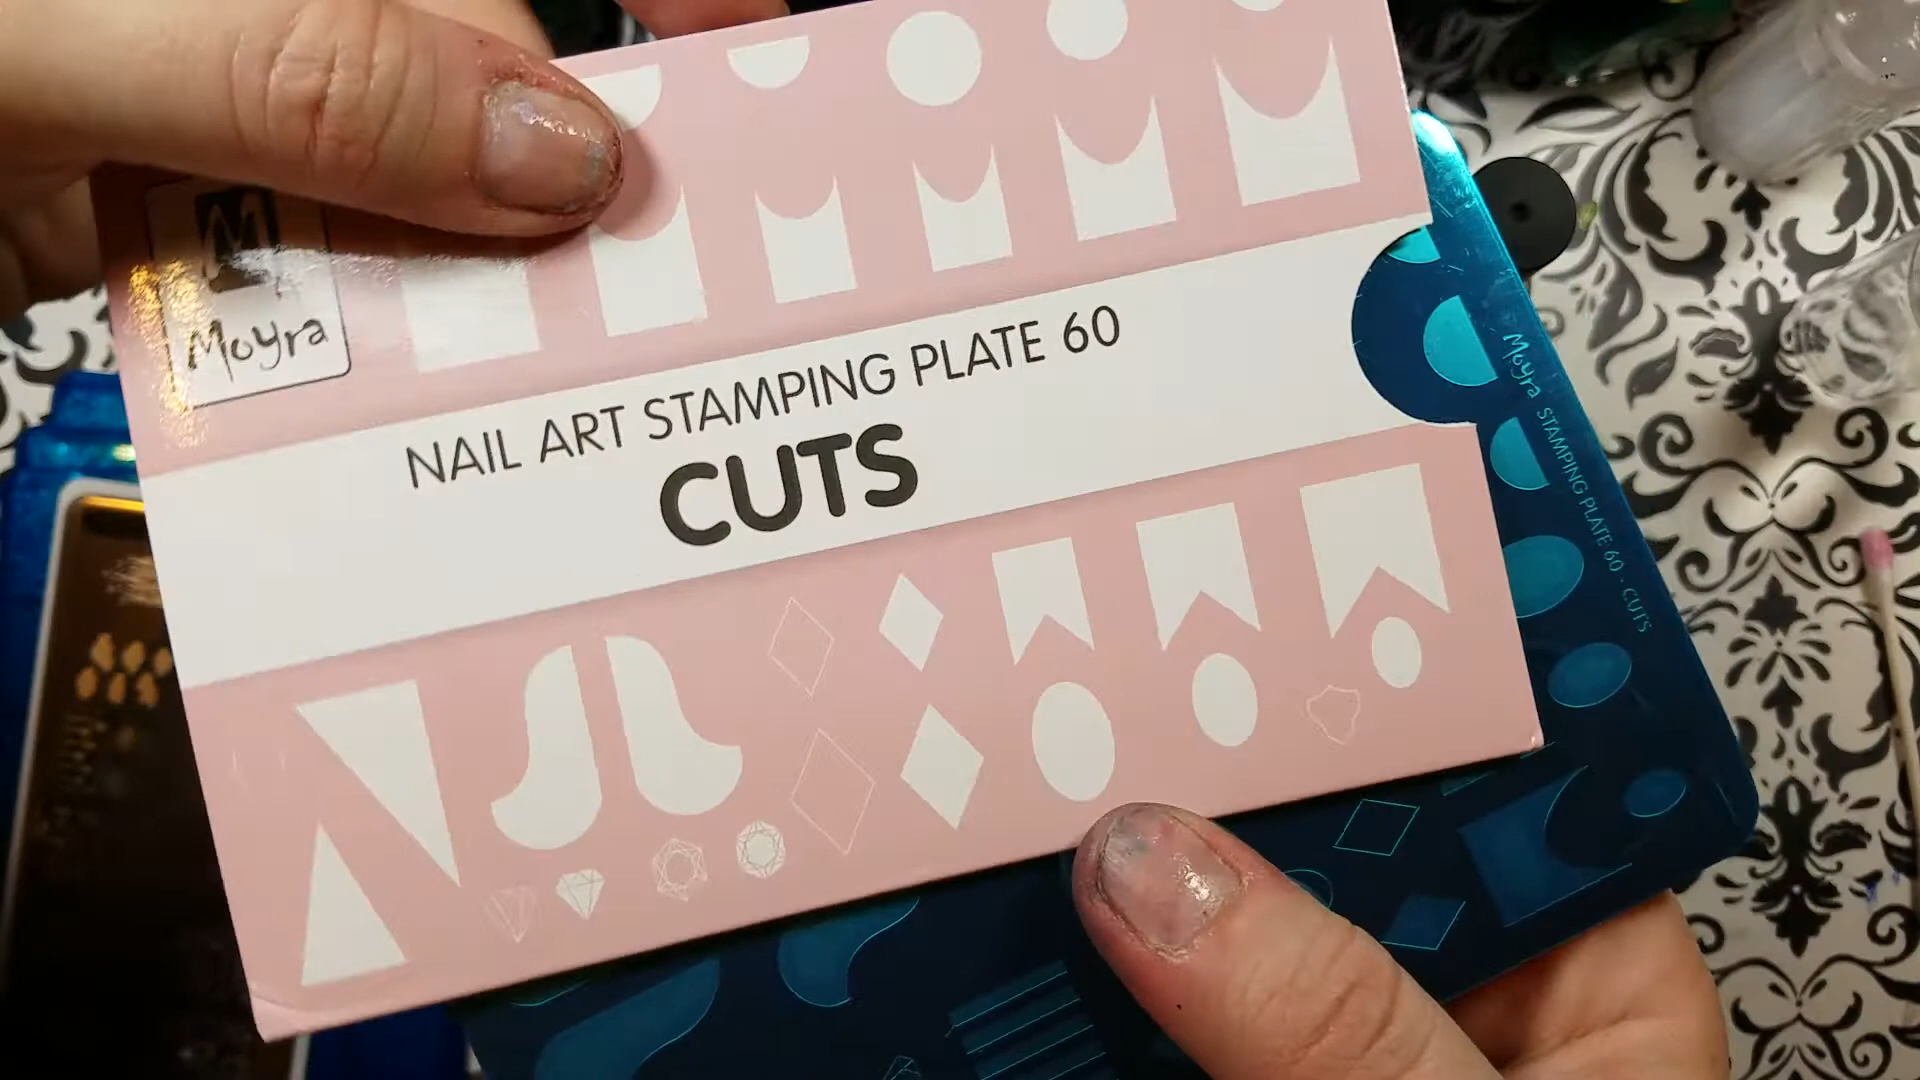 M
Moyra
NAIL ART STAMPING PLATE 60
CUTS
Moyra STAMPING PLATE 60 · CUTS